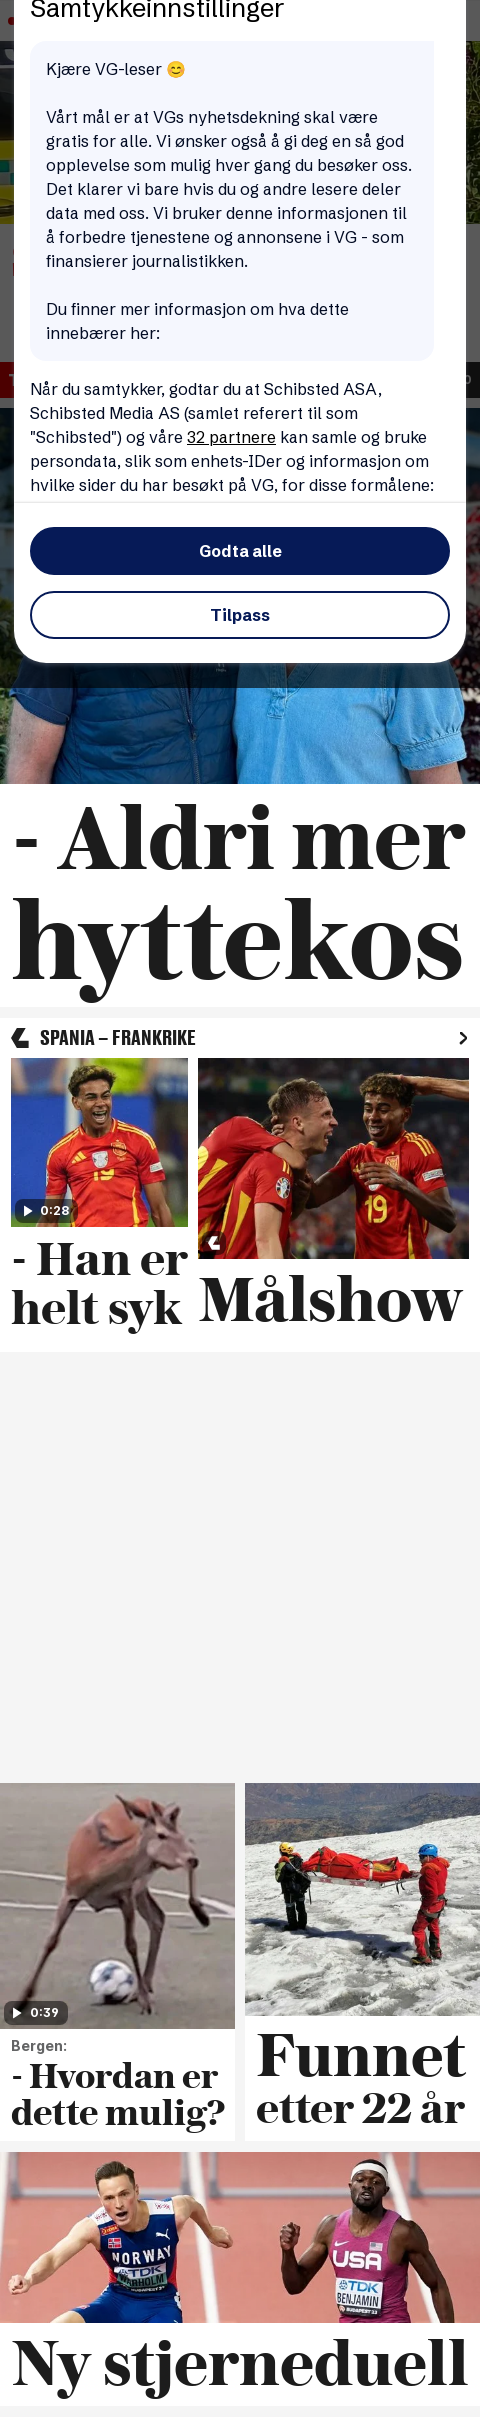 Samtykkeinnstillinger
Kjære VG-leser 😊
Vårt mål er at VGs nyhetsdekning skal være
gratis for alle. Vi ønsker også å gi deg en så god
opplevelse som mulig hver gang du besøker oss.
Det klarer vi bare hvis du og andre lesere deler
data med oss. Vi bruker denne informasjonen til
å forbedre tjenestene og annonsene i VG - som
finansierer journalistikken.
Du finner mer informasjon om hva dette
innebærer her:
Når du samtykker, godtar du at Schibsted ASA,
Schibsted Media AS (samlet referert til som
"Schibsted") og våre 32 partnere kan samle og bruke
persondata, slik som enhets-IDer og informasjon om
hvilke sider du har besøkt på VG, for disse formålene:
Godta alle
Tilpass
- Aldri mer
hyttekos
SPANIA – FRANKRIKE
19
0:28
- Han er
helt syk
19
Målshow
0:39
Bergen:
- Hvordan er
dette mulig?
Funnet
etter 22 år
NORWAY
TDK
WARHOLM
USA
TDK
BENJAMIN
BUDAPEST 23
Ny stjerneduell